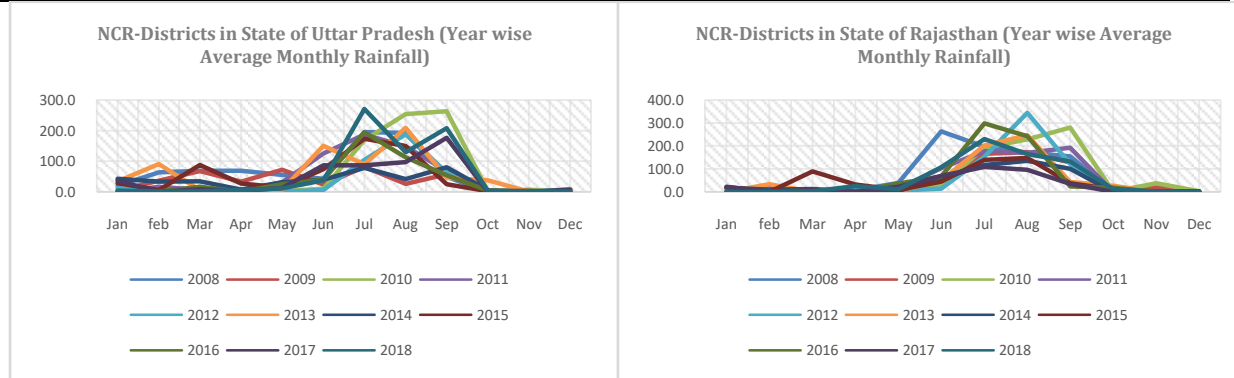 NCR-Districts in State of Uttar Pradesh (Year wise
Average Monthly Rainfall)
300.0
200.0
100.0
0.0
Jan feb Mar Apr May Jun Jul Aug Sep Oct Nov Dec
2008 2009 2010 2011
2012 2013 2014 2015
2016 2017 2018
NCR-Districts in State of Rajasthan (Year wise Average
Monthly Rainfall)
400.0
300.0
200.0
100.0
0.0
Jan feb Mar Apr May Jun Jul Aug Sep Oct Nov Dec
2008 2009 2010 2011
2012 2013 2014 2015
2016 2017 2018